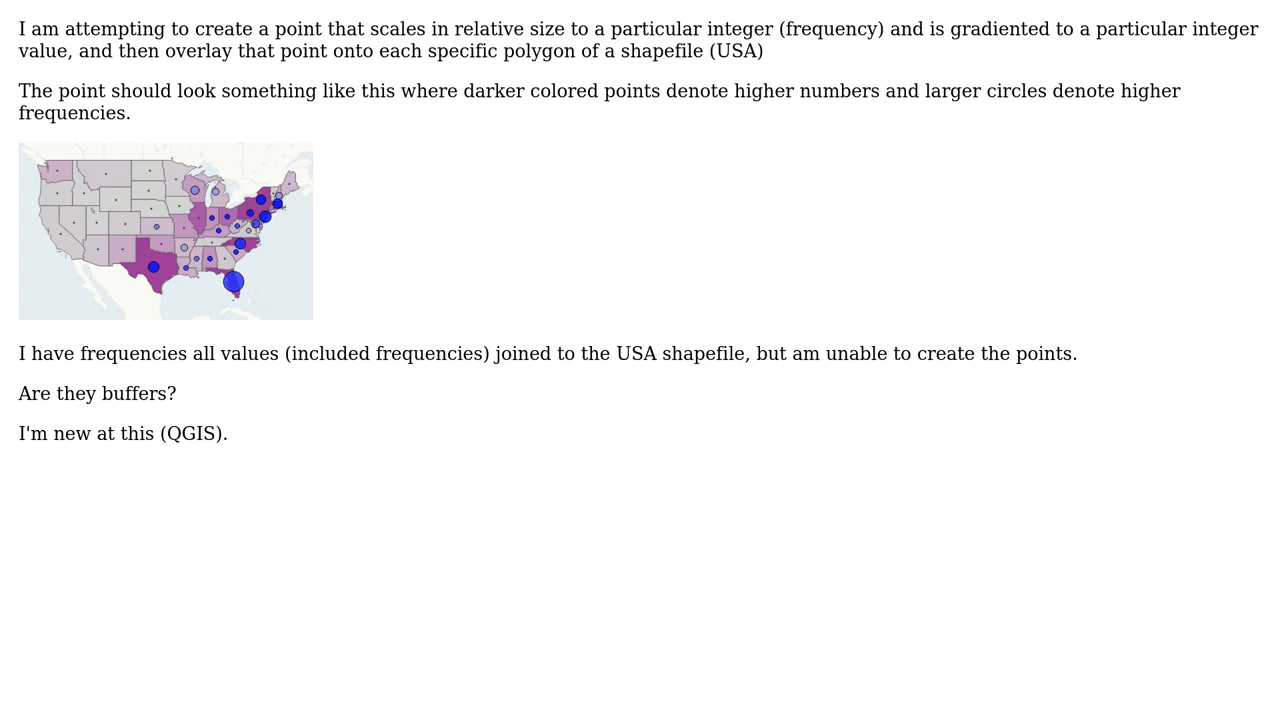 I am attempting to create a point that scales in relative size to a particular integer (frequency) and is gradiented to a particular integer
value, and then overlay that point onto each specific polygon of a shapefile (USA)
The point should look something like this where darker colored points denote higher numbers and larger circles denote higher
frequencies.
I have frequencies all values (included frequencies) joined to the USA shapefile, but am unable to create the points.
Are they buffers?
I'm new at this (QGIS).